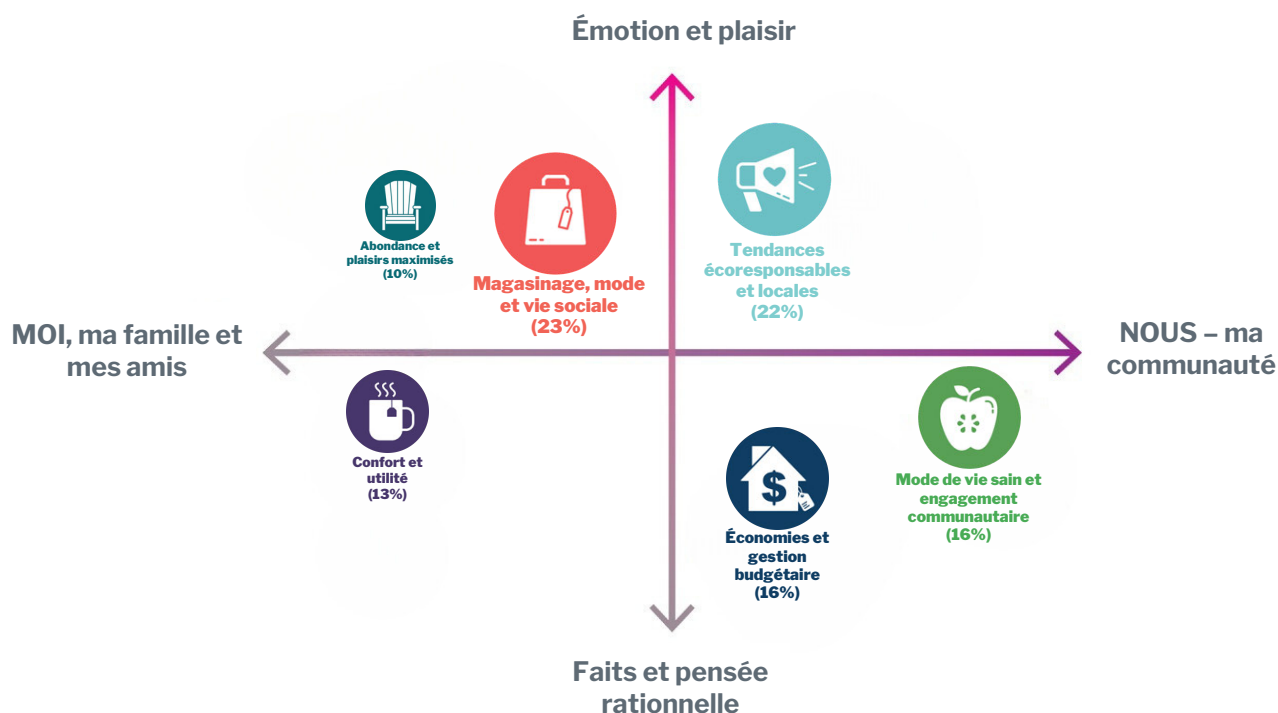 Émotion et plaisir
Abondance et
plaisirs maximisés
(10%)
Magasinage, mode
et vie sociale
(23%)
Tendances
écoresponsables
et locales
(22%)
MOI, ma famille et
mes amis
NOUS – ma
communauté
Confort et
utilité
(13%)
$
Économies et
gestion
budgétaire
(16%)
Mode de vie sain et
engagement
communautaire
(16%)
Faits et pensée
rationnelle